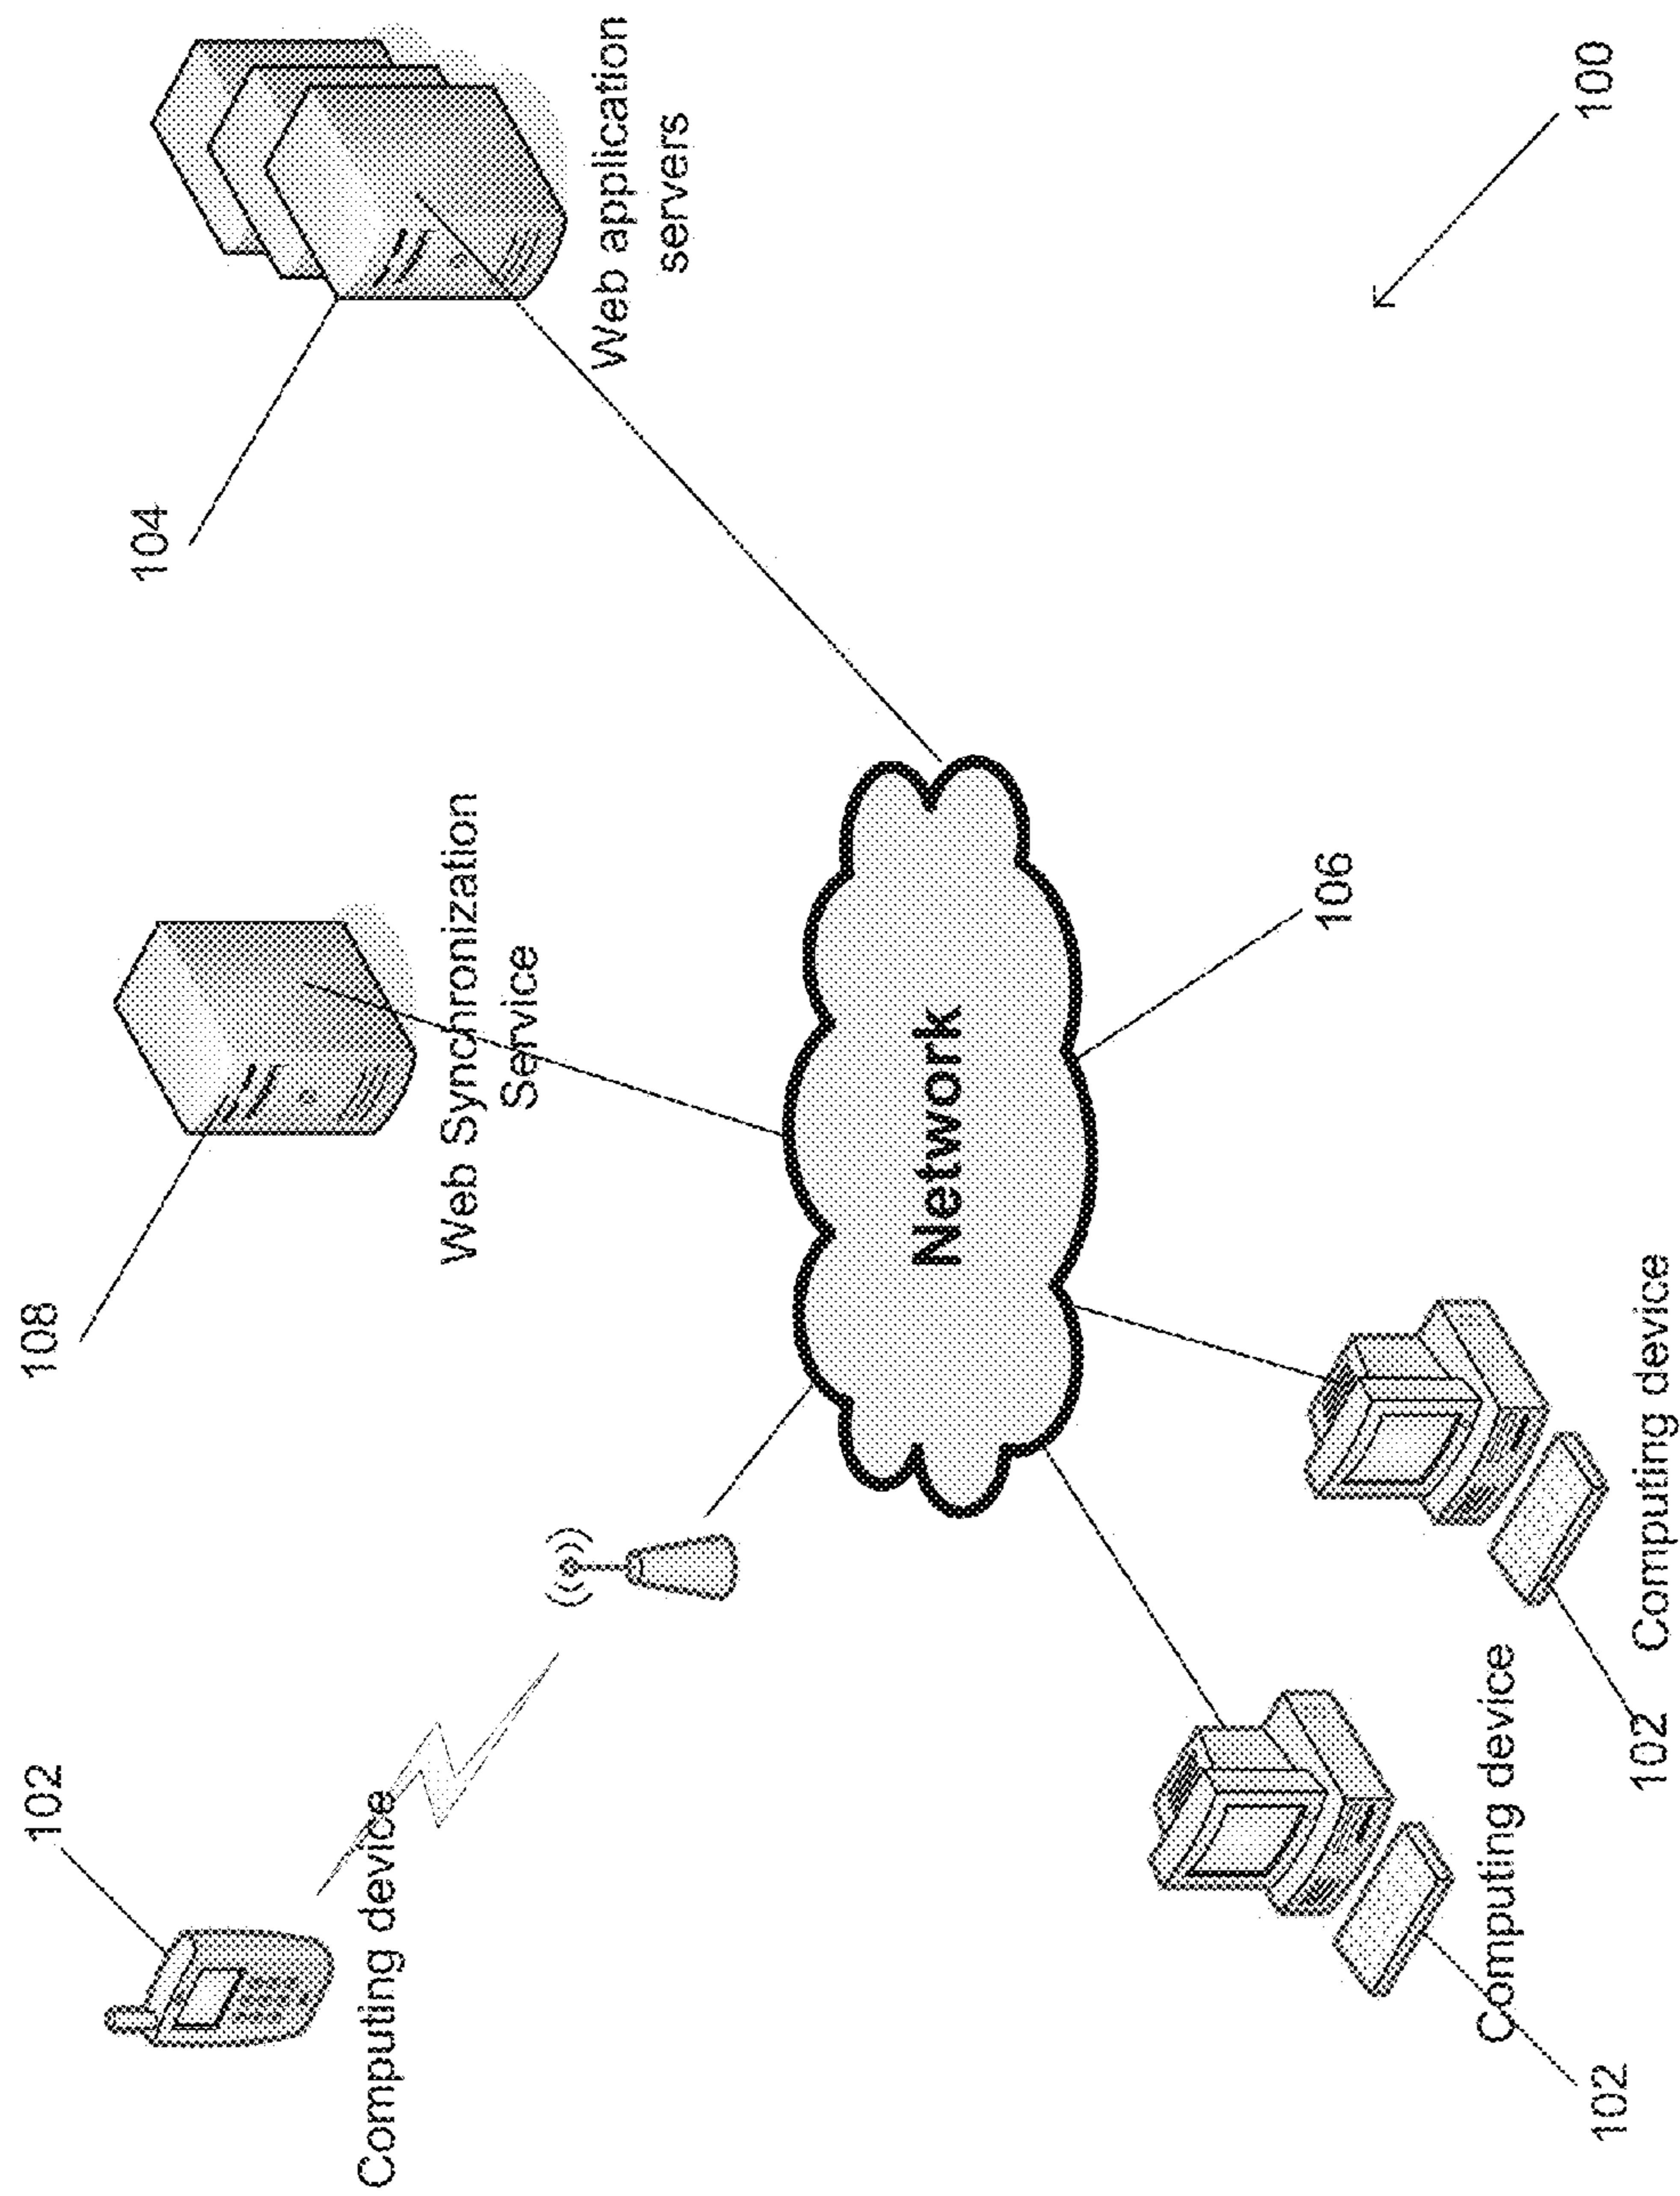 102
Computing device
108
Web Synchronization
Service
104
Web application
servers
Network
106
102
Computing device
102
Computing device
100